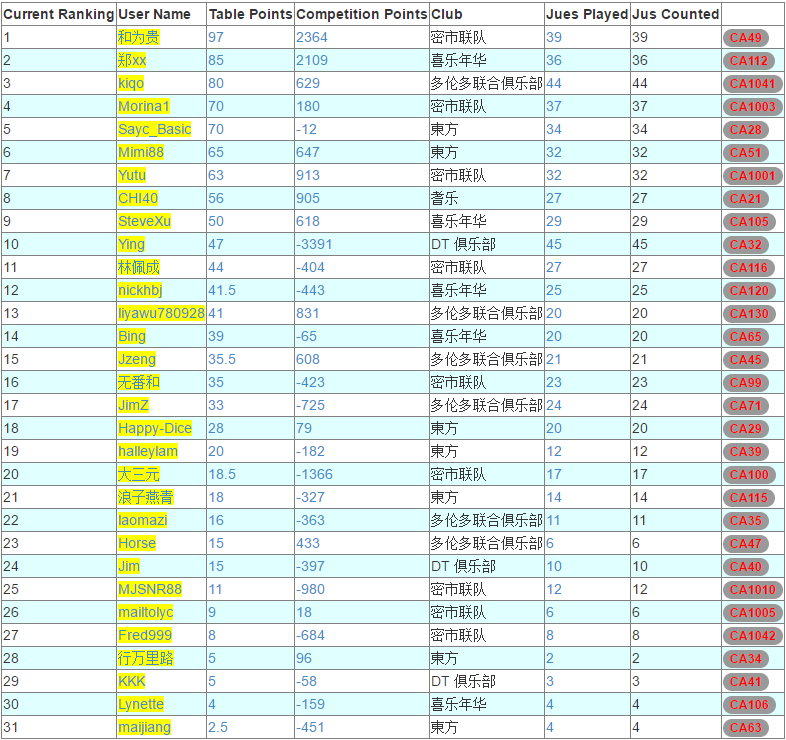 Current Ranking User Name Table Points Competition Points Club Jues Played Jus Counted
1 和为贵 97 2364 密市联队 39 39 CA49
2 郑xx 85 2109 喜乐年华 36 36 CA112
3 kiqo 80 629 多伦多联合俱乐部 44 44 CA1041
4 Morina1 70 180 密市联队 37 37 CA1003
5 Sayc_Basic 70 -12 東方 34 34 CA28
6 Mimi88 65 647 東方 32 32 CA51
7 Yutu 63 913 密市联队 32 32 CA1001
8 CHI40 56 905 耆乐 27 27 CA21
9 SteveXu 50 618 喜乐年华 29 29 CA105
10 Ying 47 -3391 DT 俱乐部 45 45 CA32
11 林佩成 44 -404 密市联队 27 27 CA116
12 nickhbj 41.5 -443 喜乐年华 25 25 CA120
13 liyawu780928 41 831 多伦多联合俱乐部 20 20 CA130
14 Bing 39 -65 喜乐年华 20 20 CA65
15 Jzeng 35.5 608 多伦多联合俱乐部 21 21 CA45
16 无番和 35 -423 密市联队 23 23 CA99
17 JimZ 33 -725 多伦多联合俱乐部 24 24 CA71
18 Happy-Dice 28 79 東方 20 20 CA29
19 halleylam 20 -182 東方 12 12 CA39
20 大三元 18.5 -1366 密市联队 17 17 CA100
21 浪子燕青 18 -327 東方 14 14 CA115
22 laomazi 16 -363 多伦多联合俱乐部 11 11 CA35
23 Horse 15 433 多伦多联合俱乐部 6 6 CA47
24 Jim 15 -397 DT 俱乐部 10 10 CA40
25 MJSNR88 11 -980 密市联队 12 12 CA1010
26 mailtolyc 9 18 密市联队 6 6 CA1005
27 Fred999 8 -684 密市联队 8 8 CA1042
28 行万里路 5 96 東方 2 2 CA34
29 KKK 5 -58 DT 俱乐部 3 3 CA41
30 Lynette 4 -159 喜乐年华 4 4 CA106
31 maijiang 2.5 -451 東方 4 4 CA63